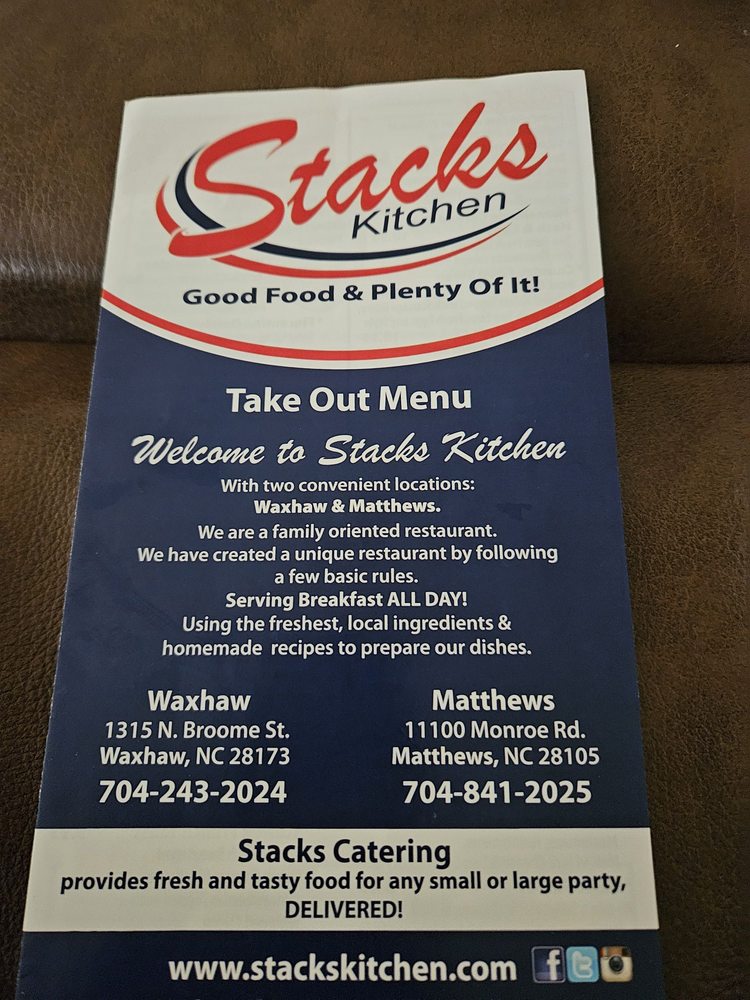 Stacks
Kitchen
Good Food & Plenty Of It!
Take Out Menu
Welcome to Stacks Kitchen
With two convenient locations:
Waxhaw & Matthews.
We are a family oriented restaurant.
We have created a unique restaurant by following
a few basic rules.
Serving Breakfast ALL DAY!
Using the freshest, local ingredients &
homemade recipes to prepare our dishes.
Waxhaw
1315 N. Broome St.
Waxhaw, NC 28173
704-243-2024
Matthews
11100 Monroe Rd.
Matthews, NC 28105
704-841-2025
Stacks Catering
provides fresh and tasty food for any small or large party,
DELIVERED!
www.stackskitchen.com